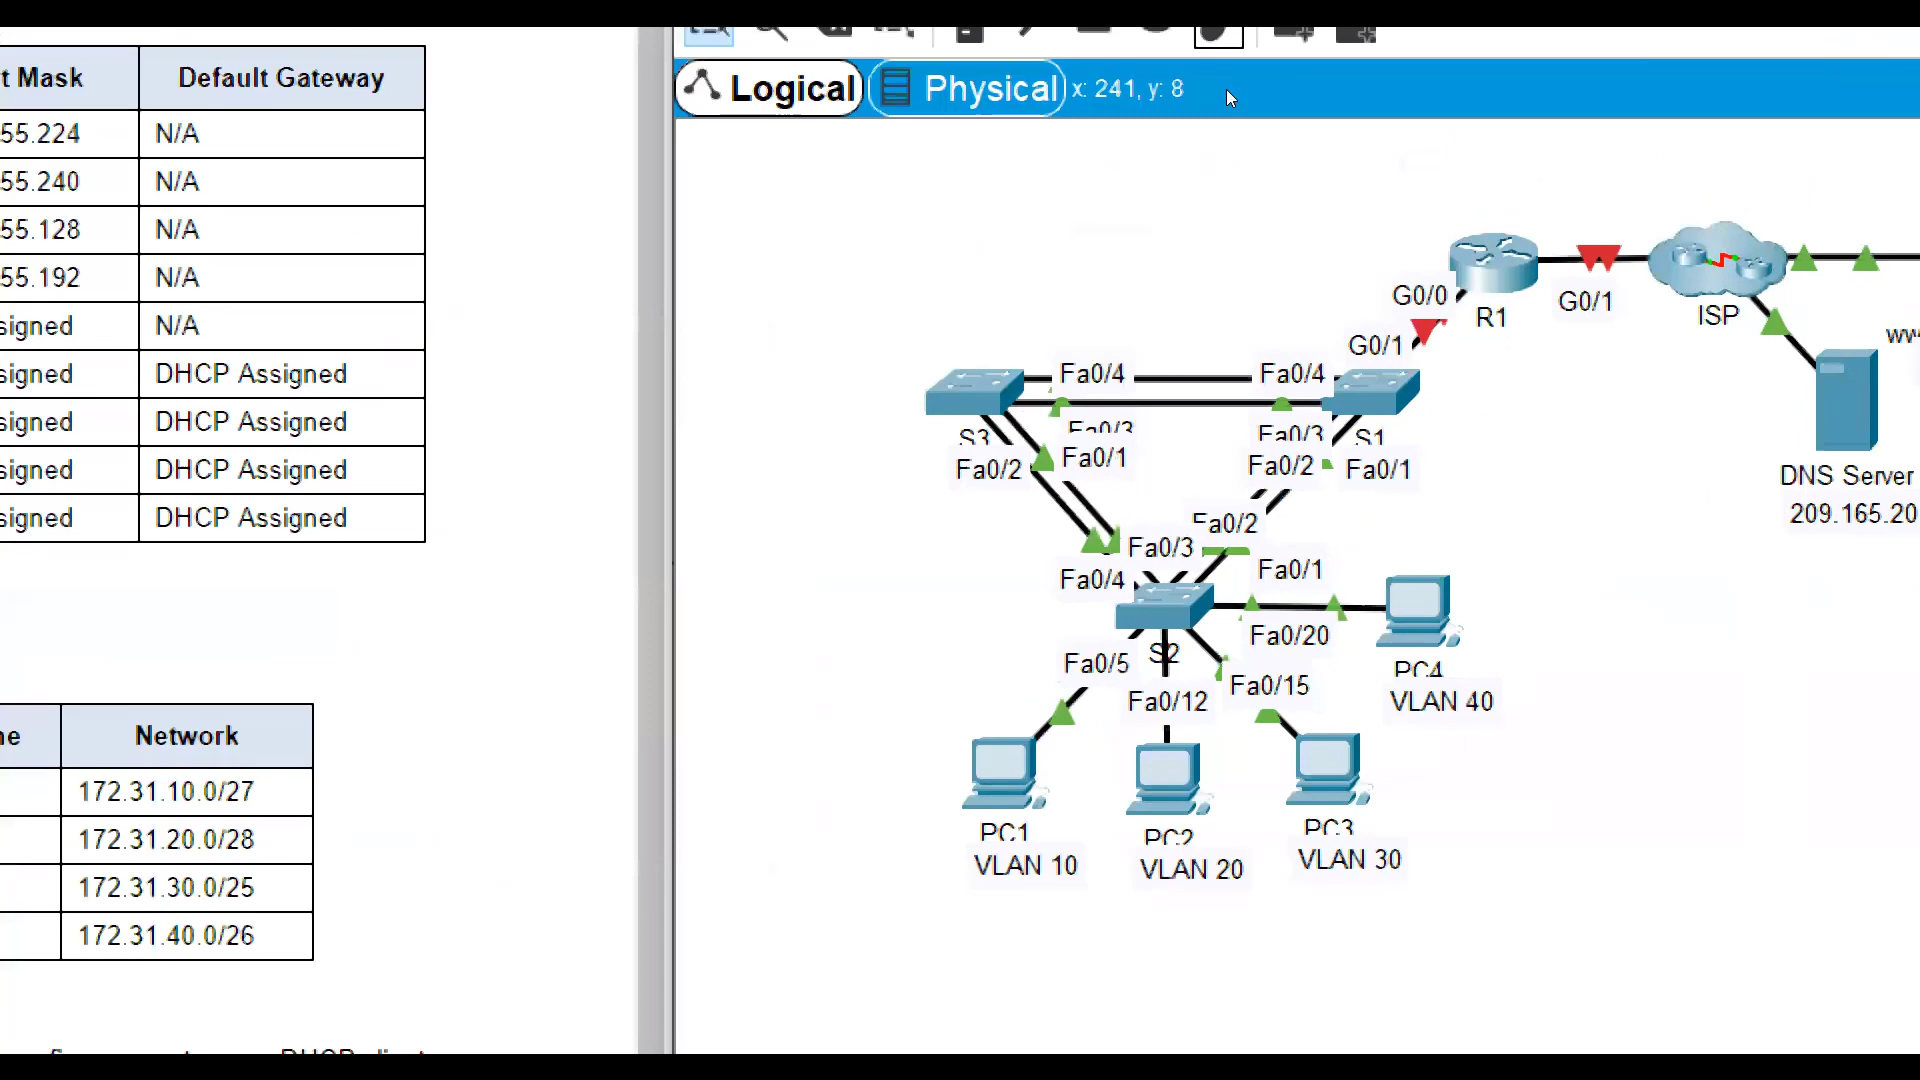 t Mask Default Gateway
55.224 N/A
55.240 N/A
55.128 N/A
55.192 N/A
signed N/A
signed DHCP Assigned
signed DHCP Assigned
signed DHCP Assigned
signed DHCP Assigned
ne Network
172.31.10.0/27
172.31.20.0/28
172.31.30.0/25
172.31.40.0/26
Logical Physical x: 241, y: 8
G0/0
R1
G0/1
ISP
G0/1
Fa0/4
Fa0/4
Fa0/3
Fa0/3
S3
S1
Fa0/2
Fa0/1
Fa0/2
Fa0/1
DNS Server
209.165.20
Fa0/2
Fa0/3
Fa0/1
Fa0/4
Fa0/20
S2
Fa0/5
Fa0/12
Fa0/15
PC4
VLAN 40
PC1
VLAN 10
PC2
VLAN 20
PC3
VLAN 30